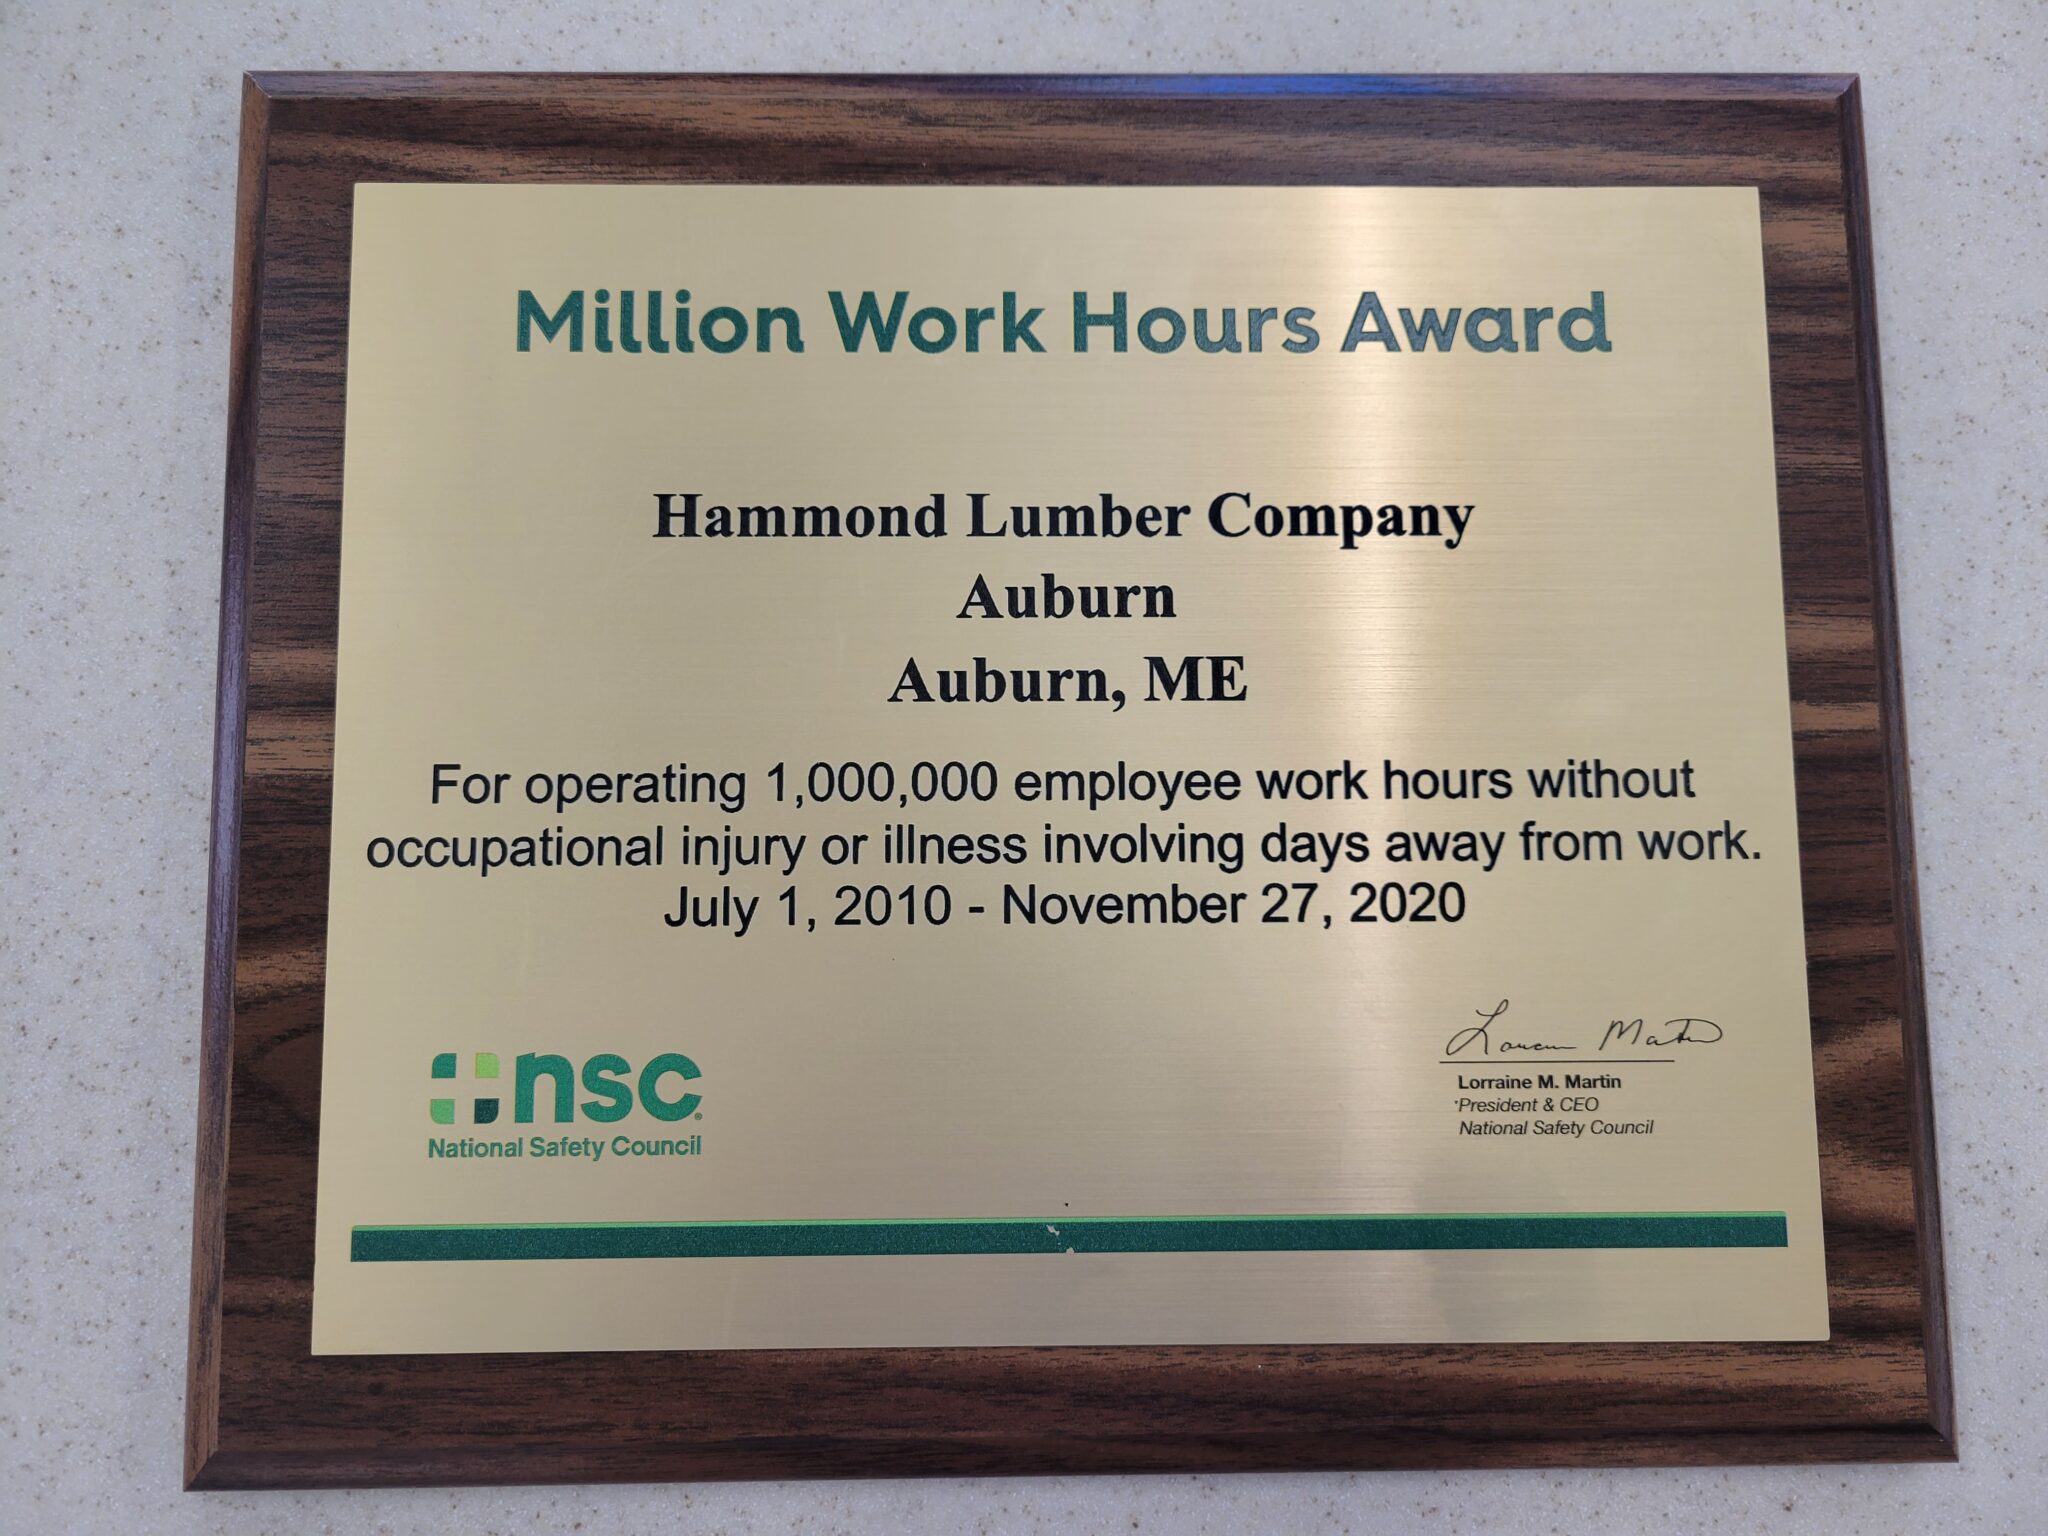 Million Work Hours Award
Hammond Lumber Company
Auburn
Auburn, ME
For operating 1,000,000 employee work hours without
occupational injury or illness involving days away from work.
July 1, 2010 - November 27, 2020
nsc®
National Safety Council
Lorraine Martin
Lorraine M. Martin
President & CEO
National Safety Council